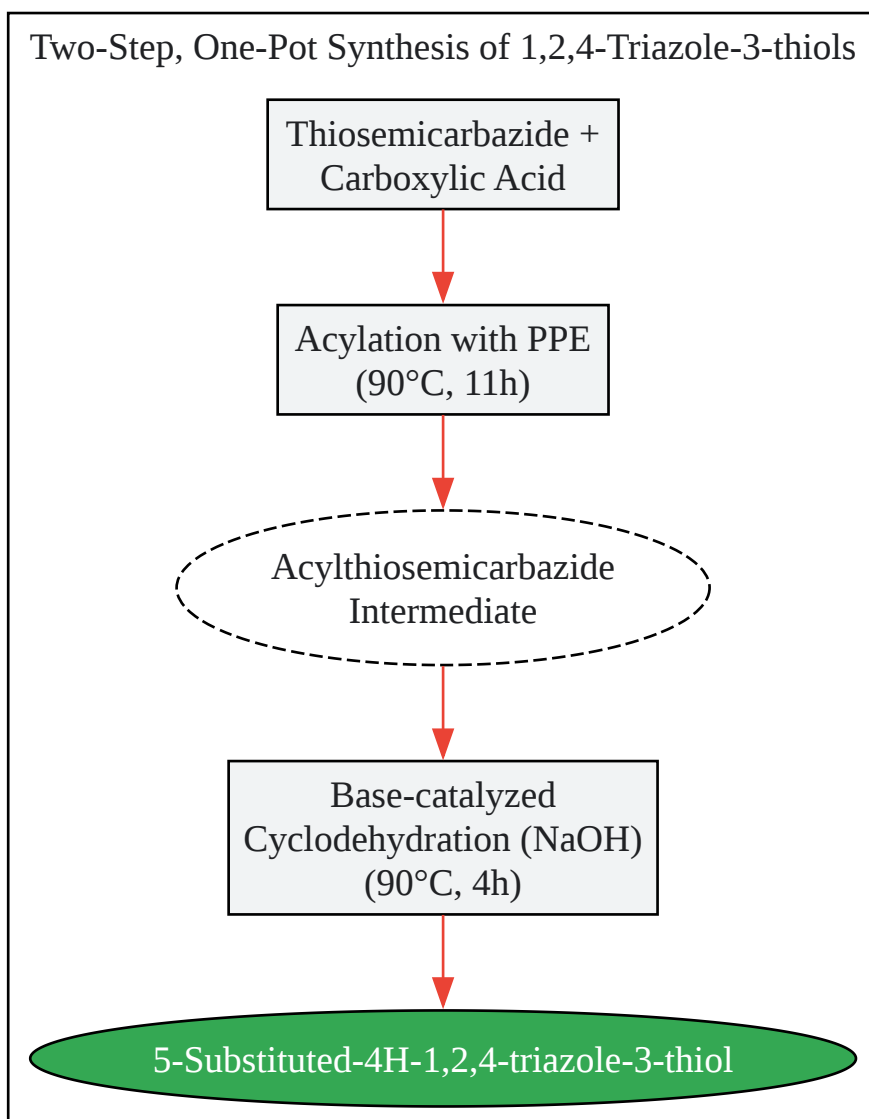 Two-Step, One-Pot Synthesis of 1,2,4-Triazole-3-thiols
Thiosemicarbazide +
Carboxylic Acid
Acylation with PPE
(90°C, 11h)
Acylthiosemicarbazide
Intermediate
Base-catalyzed
Cyclodehydration (NaOH)
(90°C, 4h)
5-Substituted-4H-1,2,4-triazole-3-thiol